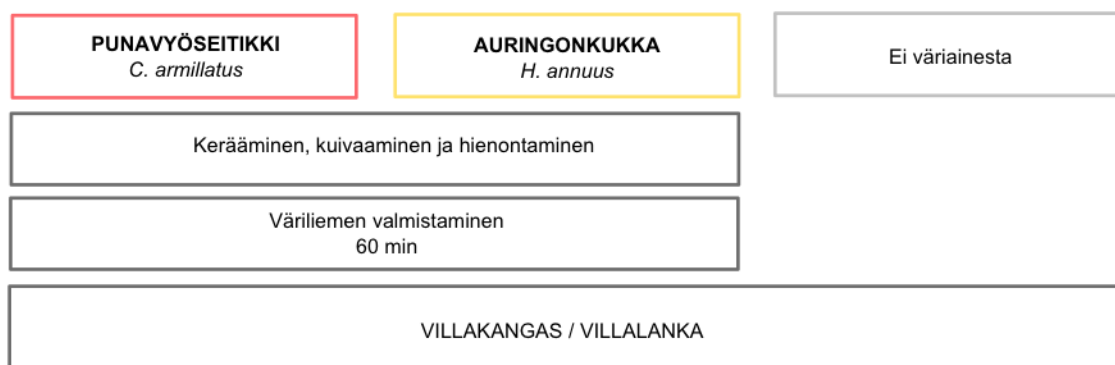 PUNAVYÖSEITIKKI
C. armillatus
AURINGONKUKKA
H. annuus
Ei väriainesta
Kerääminen, kuivaaminen ja hienontaminen
Väriliemen valmistaminen
60 min
VILLAKANGAS / VILLALANKA